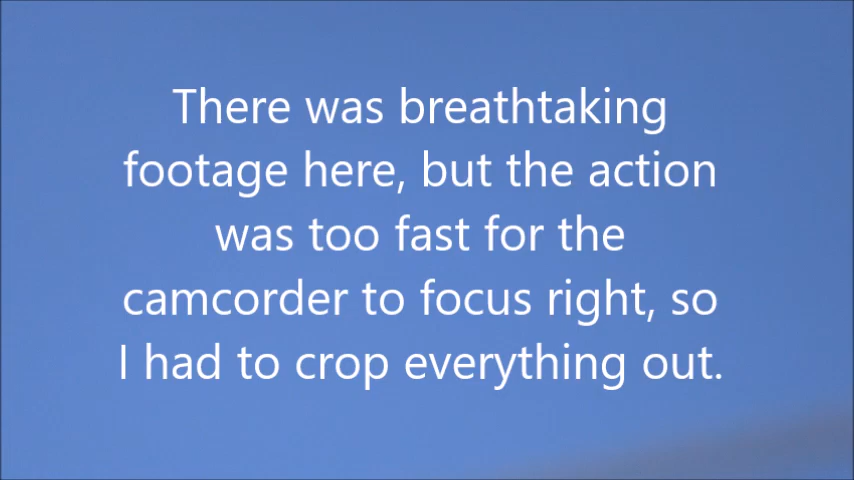 There was breathtaking
footage here, but the action
was too fast for the
camcorder to focus right, so
I had to crop everything out.